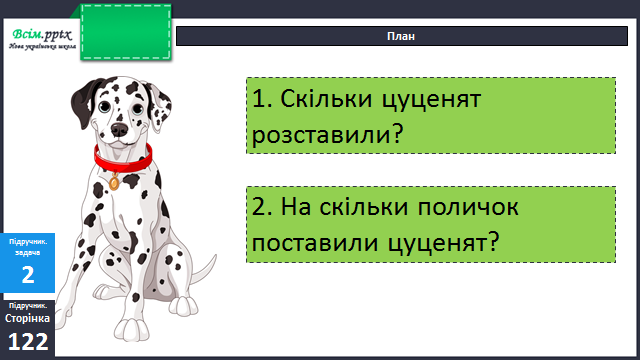 Всім.pptx
Нова українська школа
План
1. Скільки цуценят
розставили?
2. На скільки поличок
поставили цуценят?
Підручник.
задача
2
Підручник.
Сторінка
122